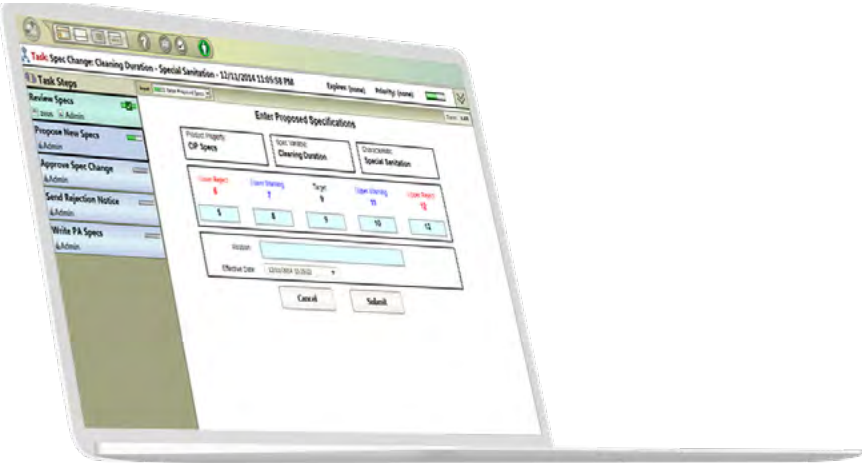 Task: Spec Change: Cleaning Duration - Special Sanitation - 12/11/2014 11:05:58 PM
Expires: (none) Priority: (none)
Task Steps
Review Specs
Admin
Propose New Specs
Admin
Approve Spec Change
Admin
Send Rejection Notice
Admin
Write PA Specs
Admin
Enter Proposed Specifications
Product Property:
CIP Specs
Spec Variable:
Cleaning Duration
Characteristic:
Special Sanitation
Lower Reject Lower Warning Target Upper Warning Upper Reject
6 7 9 11 12
5 8 9 10 12
Effective Date:
Cancel Submit